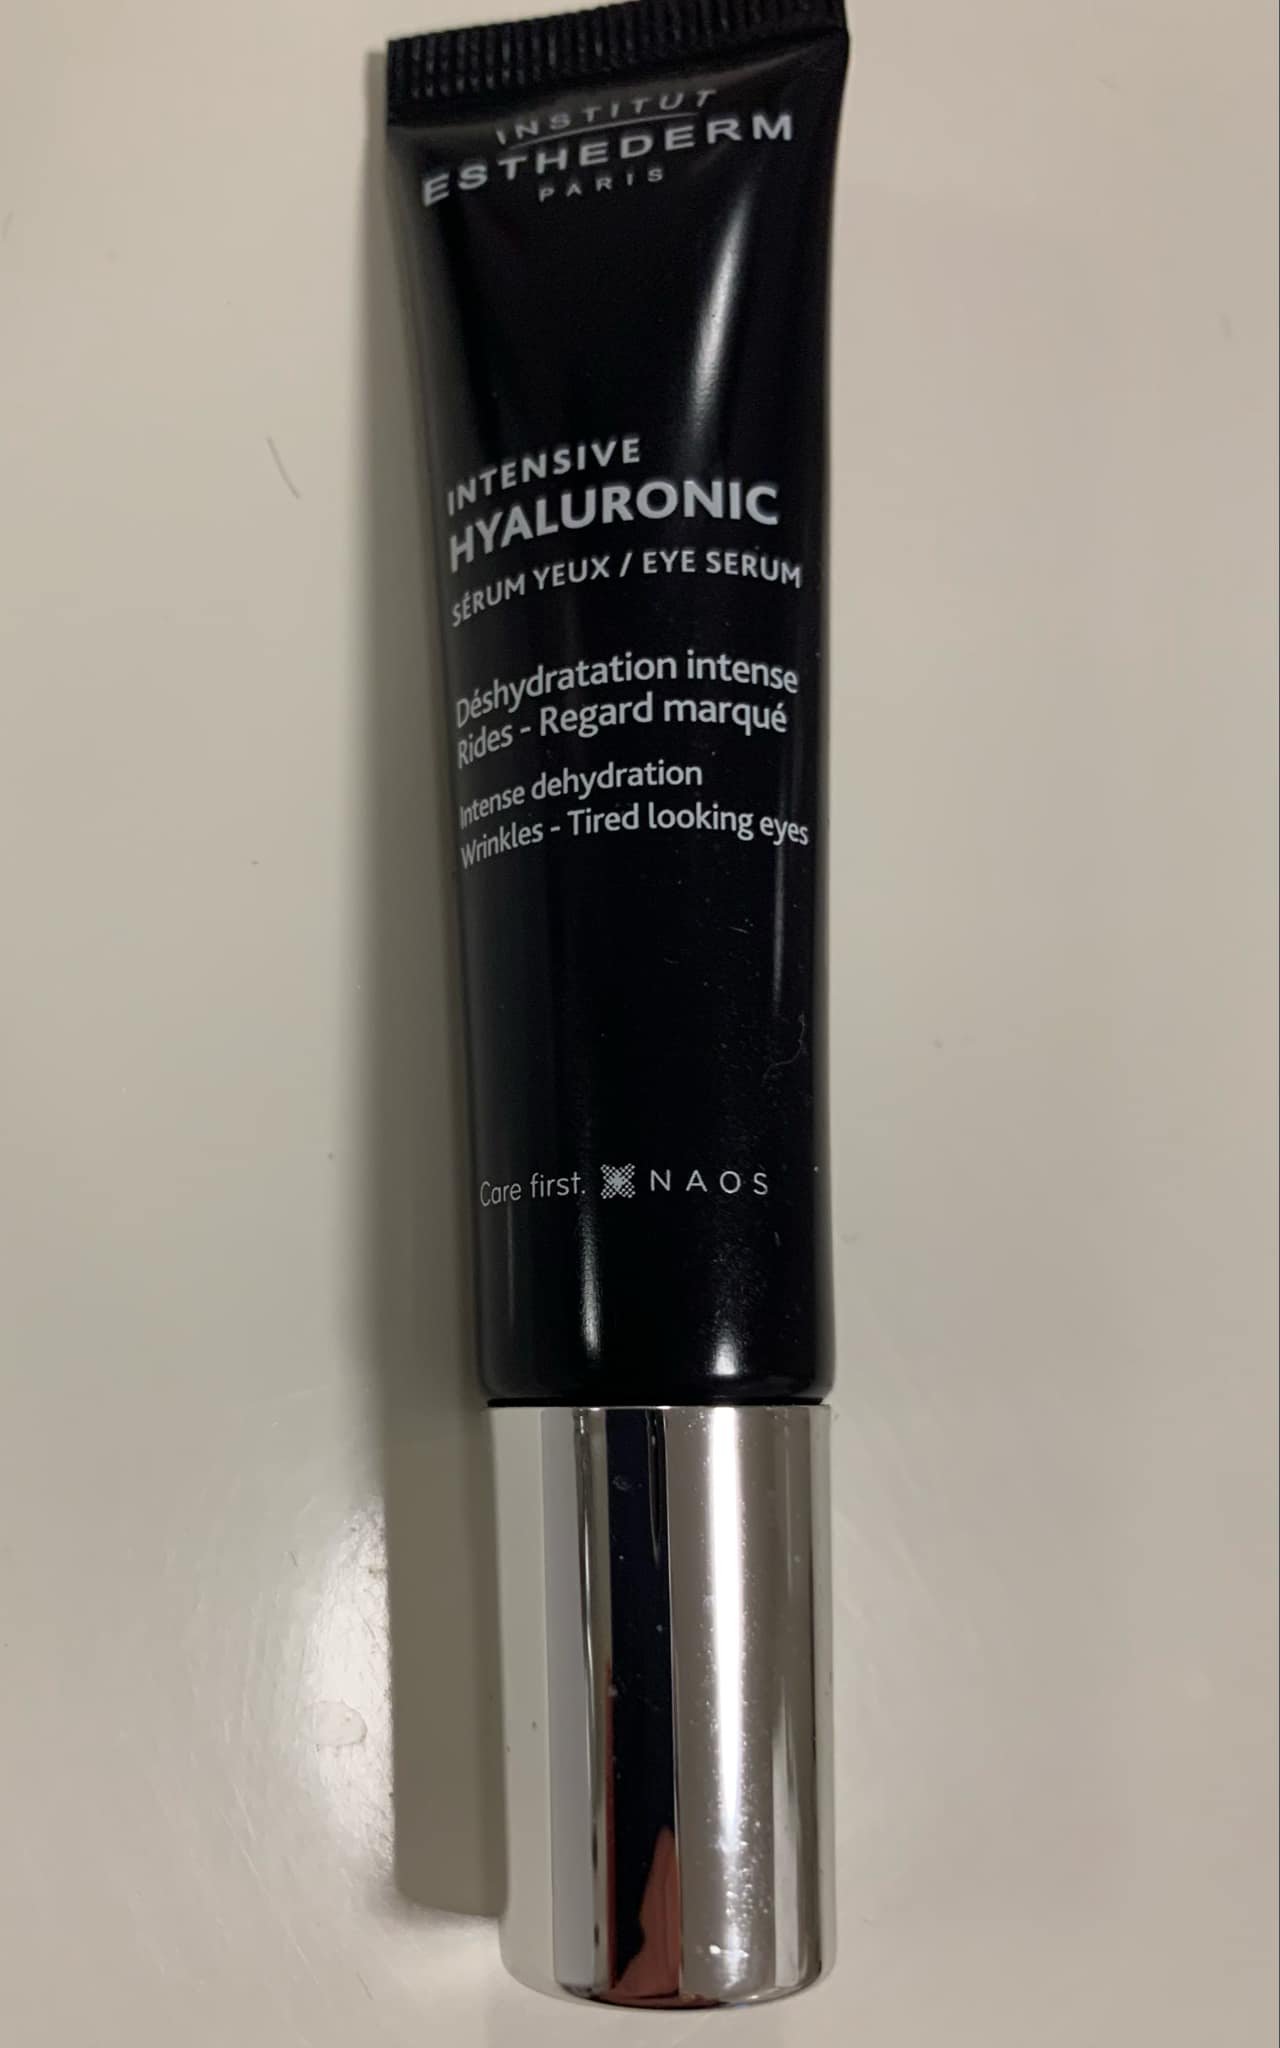 INSTITUT
ESTHEDERM
PARIS
INTENSIVE
HYALURONIC
SÉRUM YEUX / EYE SERUM
Déshydratation intense
Rides - Regard marqué
Intense dehydration
Wrinkles - Tired looking eyes
Care first. NAOS